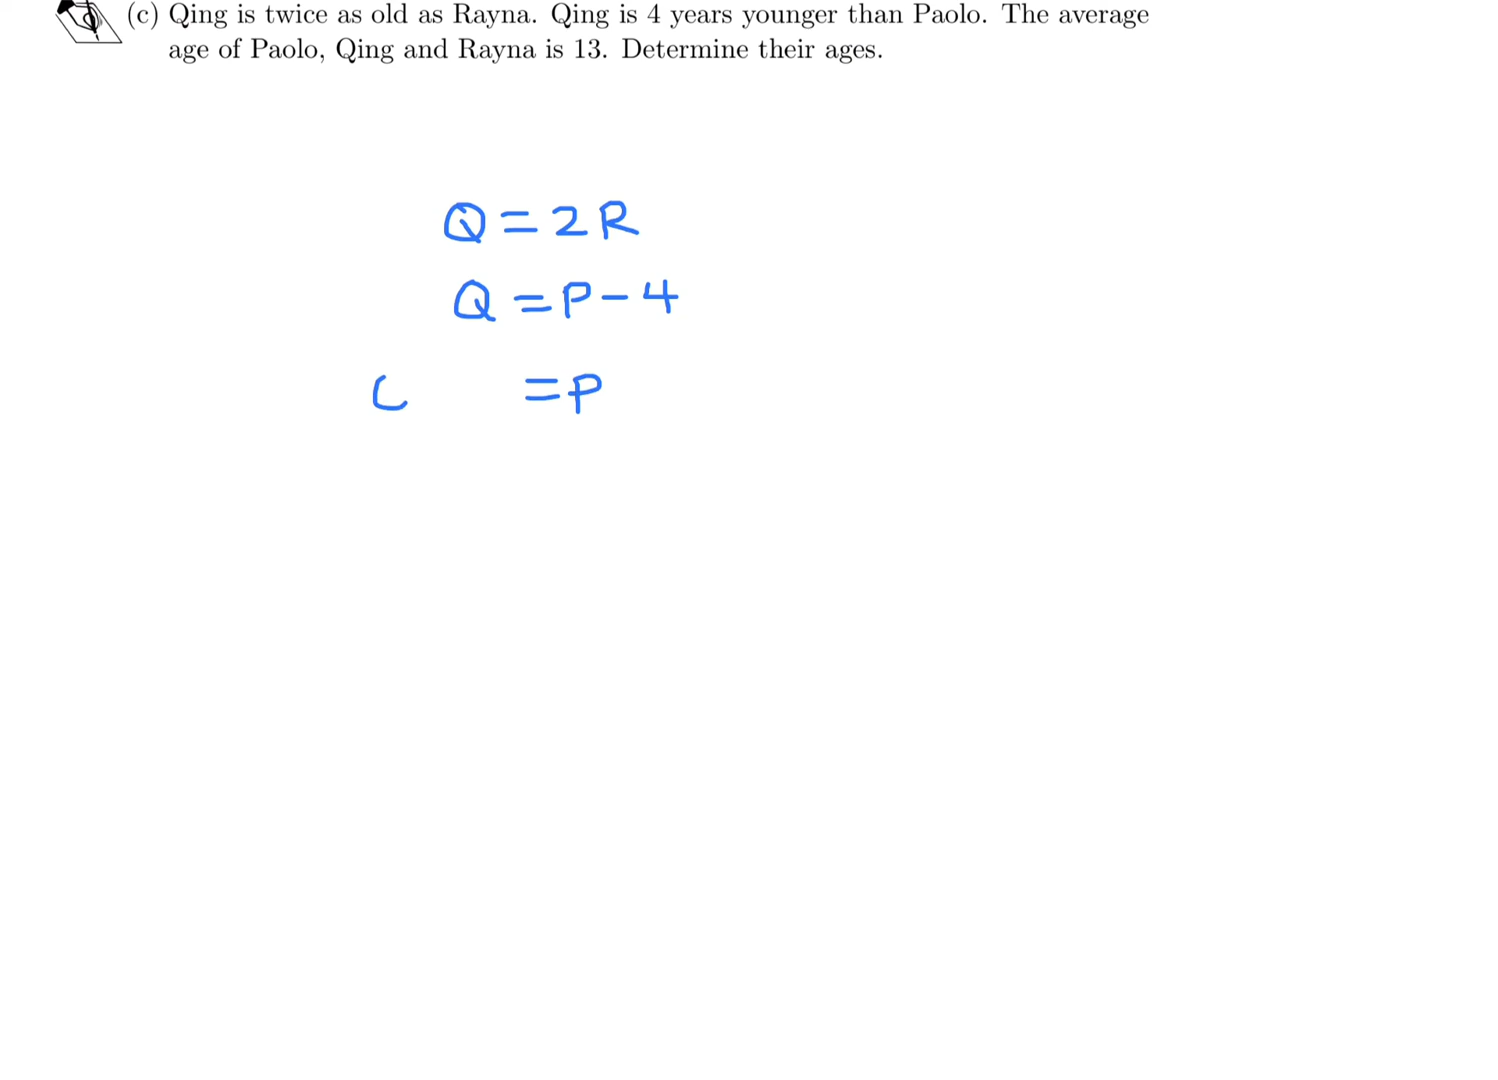 (c) Qing is twice as old as Rayna. Qing is 4 years younger than Paolo. The average
age of Paolo, Qing and Rayna is 13. Determine their ages.
Q = 2R
Q = P - 4
= P